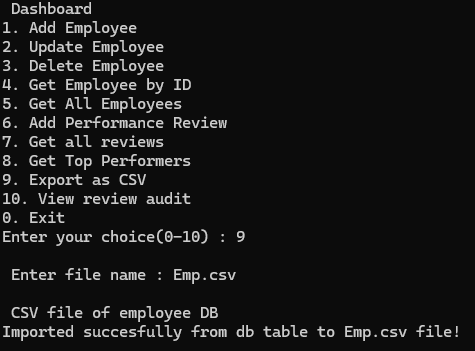 Dashboard
1. Add Employee
2. Update Employee
3. Delete Employee
4. Get Employee by ID
5. Get All Employees
6. Add Performance Review
7. Get all reviews
8. Get Top Performers
9. Export as CSV
10. View review audit
0. Exit
Enter your choice(0-10) : 9
Enter file name : Emp.csv
CSV file of employee DB
Imported succesfully from db table to Emp.csv file!